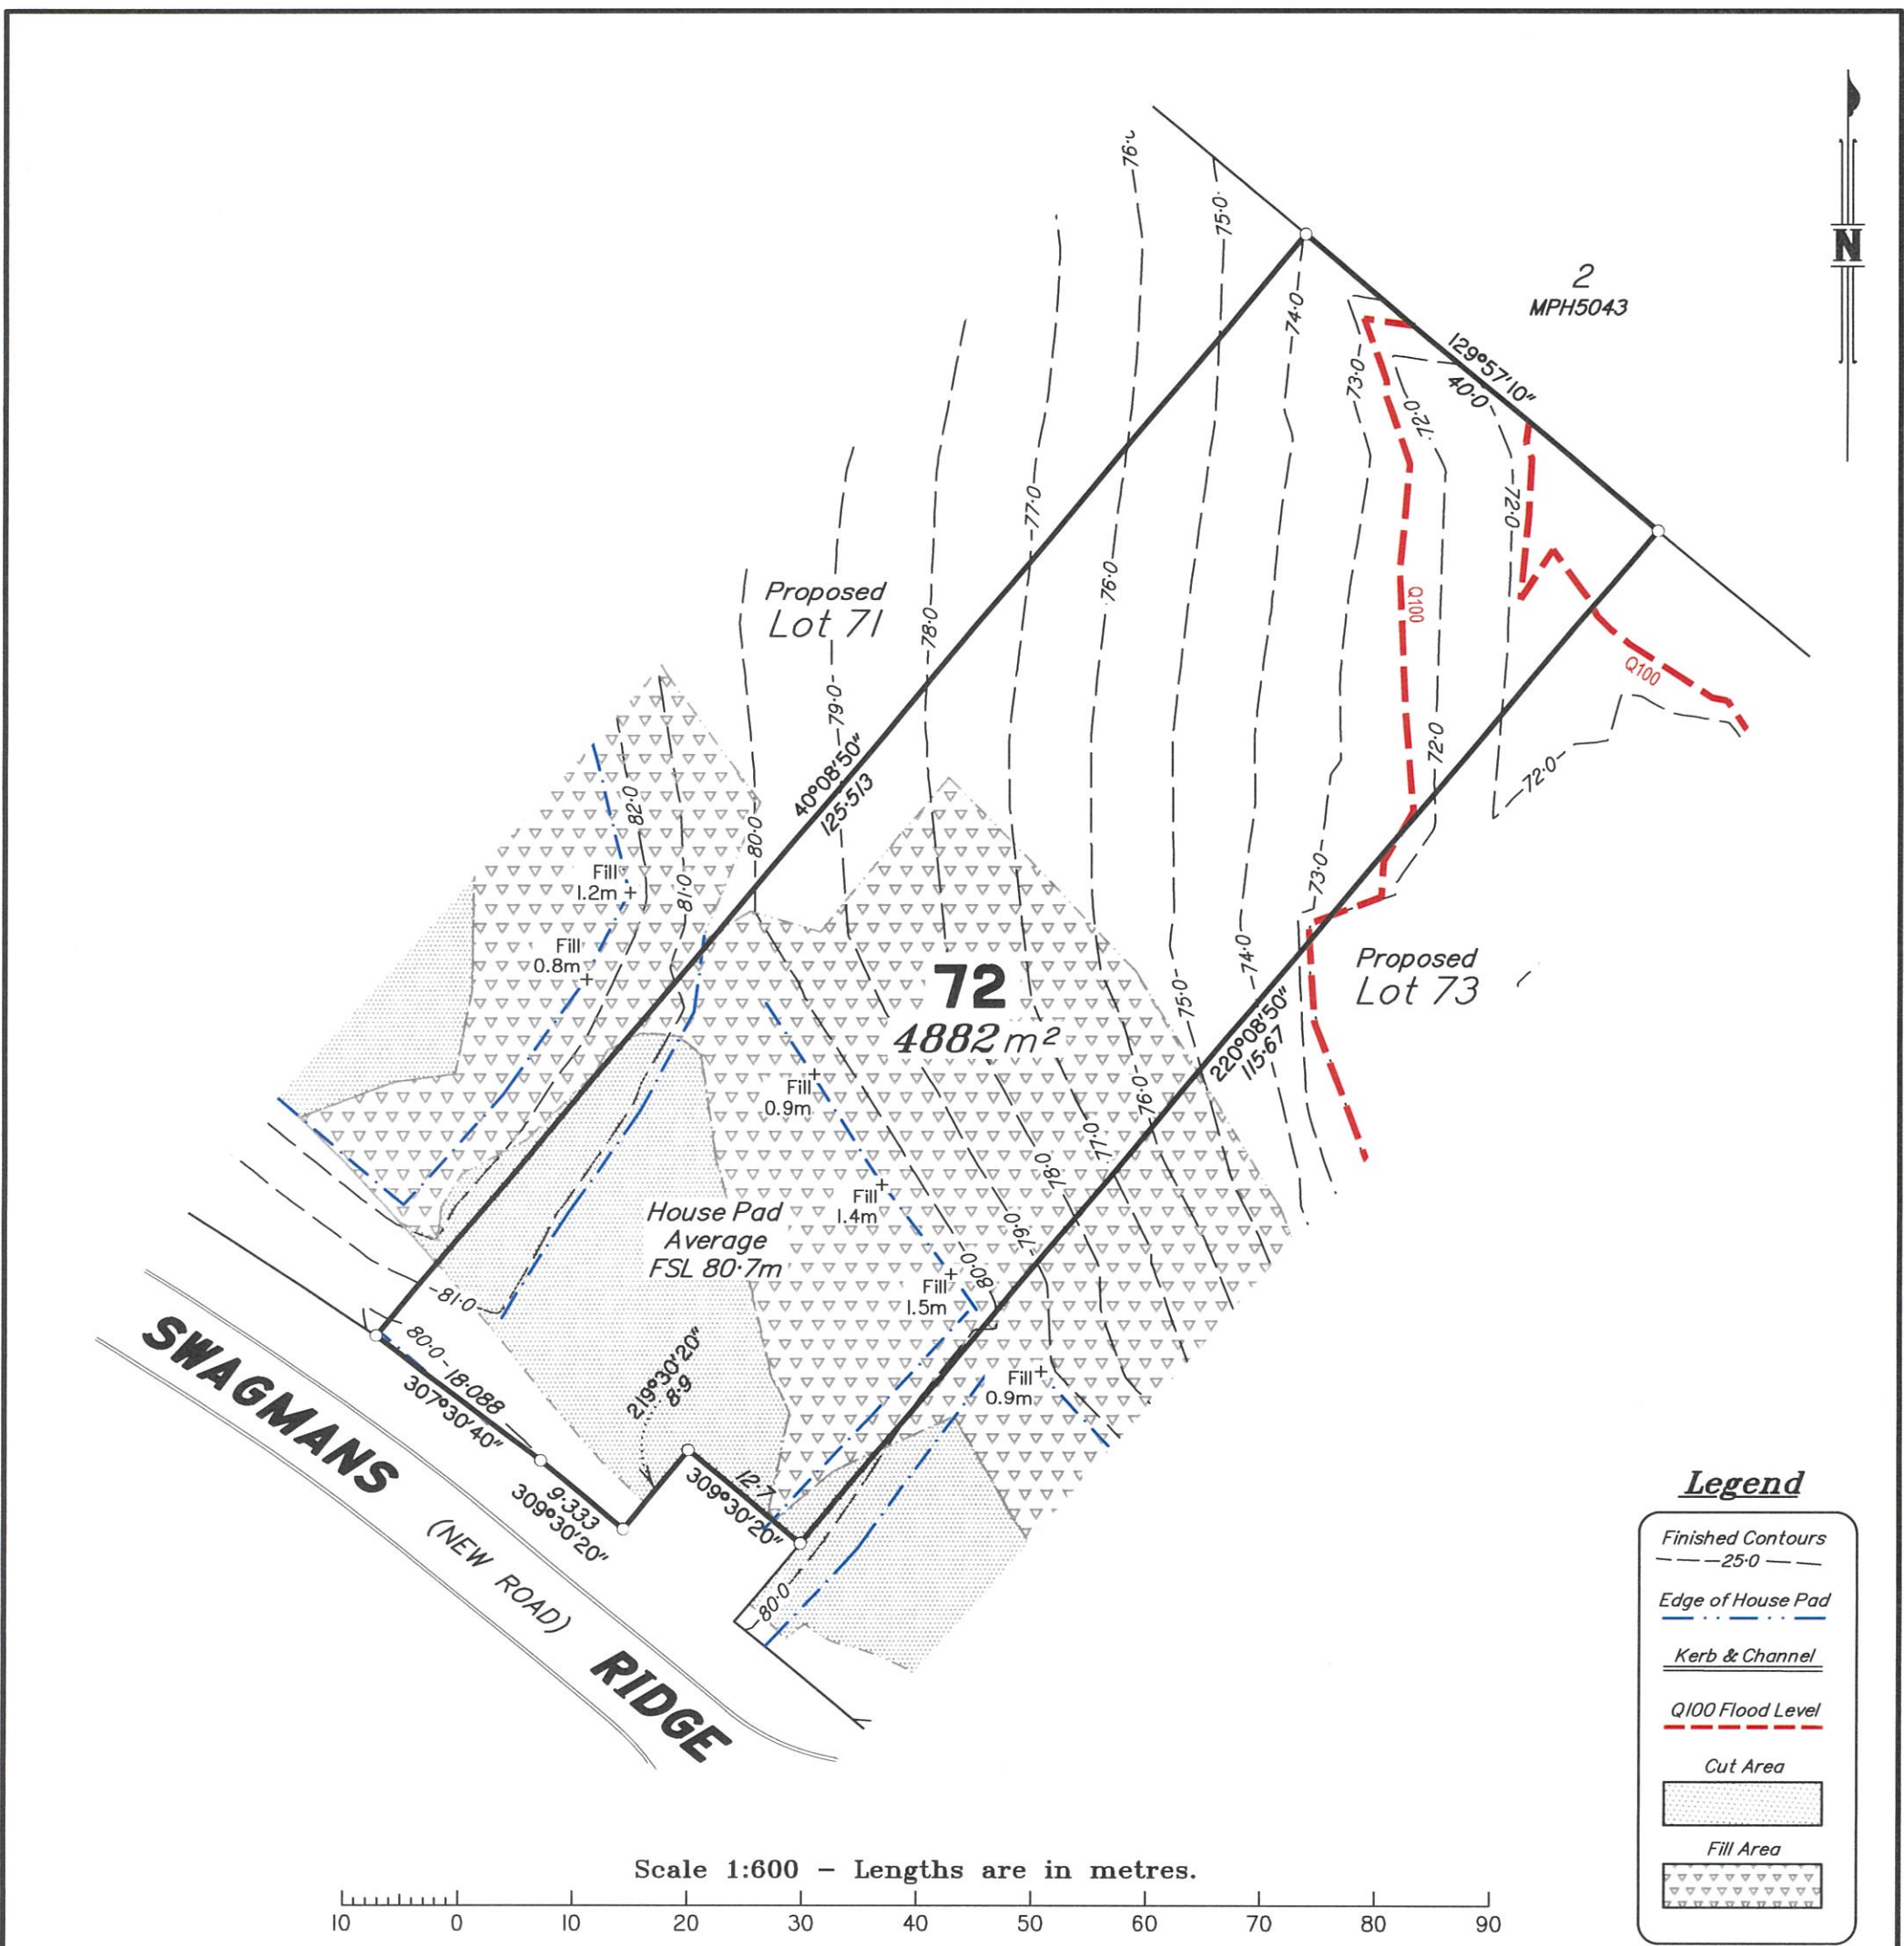 N
2
MPH5043
76.
75.0
74.0
129°57'10"
40.0
73.0
72.0
77.0
72.0
76.0
Proposed
Lot 71
78.0
Q100
Q100
79.0
40°08'50"
125.513
72.0
72.0
82.0
80.0
73.0
Fill
1.2m
81.0
Fill
0.8m
74.0
Proposed
Lot 73
72
4882 m²
75.0
220°08'50"
115.67
Fill
0.9m
76.0
77.0
78.0
Fill
1.4m
House Pad
Average
FSL 80.7m
79.0
80.0
Fill
1.5m
81.0
80.0
18.088
307°30'40"
219°30'20"
8.9
Fill
0.9m
9.333
309°30'20"
12.7
309°30'20"
80.0
SWAGMANS
(NEW ROAD)
RIDGE
Legend
Finished Contours
25.0
Edge of House Pad
Kerb & Channel
Q100 Flood Level
Cut Area
Fill Area
Scale 1:600 – Lengths are in metres.
10 0 10 20 30 40 50 60 70 80 90